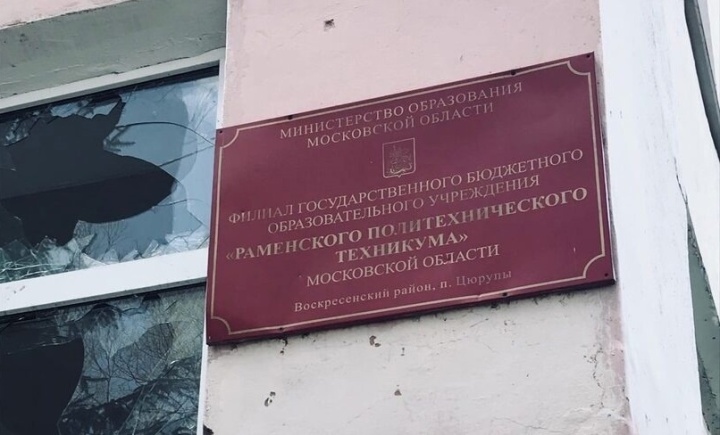 МИНИСТЕРСТВО ОБРАЗОВАНИЯ
МОСКОВСКОЙ ОБЛАСТИ
ФИЛИАЛ ГОСУДАРСТВЕННОГО БЮДЖЕТНОГО
ОБРАЗОВАТЕЛЬНОГО УЧРЕЖДЕНИЯ
«РАМЕНСКОГО ПОЛИТЕХНИЧЕСКОГО
ТЕХНИКУМА»
МОСКОВСКОЙ ОБЛАСТИ
Воскресенский район, п. Цюрупы